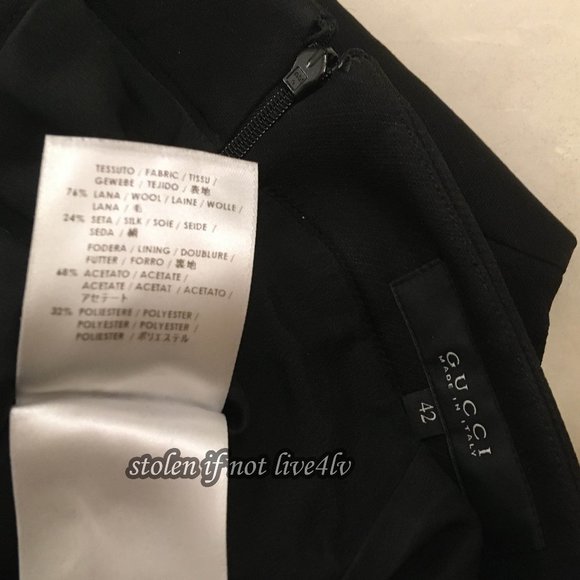 TESSUTO / FABRIC / TISSU /
GEWEBE / TEJIDO / 表地
76% LANA / WOOL / LAINE / WOLLE /
LANA / 毛
24% SETA / SILK / SOIE / SEIDE /
SEDA / 絹
FODERA / LINING / DOUBLURE /
FUTTER / FORRO / 裏地
68% ACETATO / ACETATE /
ACETATE / ACETAT / ACETATO /
アセテート
32% POLIESTERE / POLYESTER /
POLYESTER / POLYESTER /
POLIESTER / ポリエステル
GUCCI
MADE IN ITALY
42
stolen if not live4lv